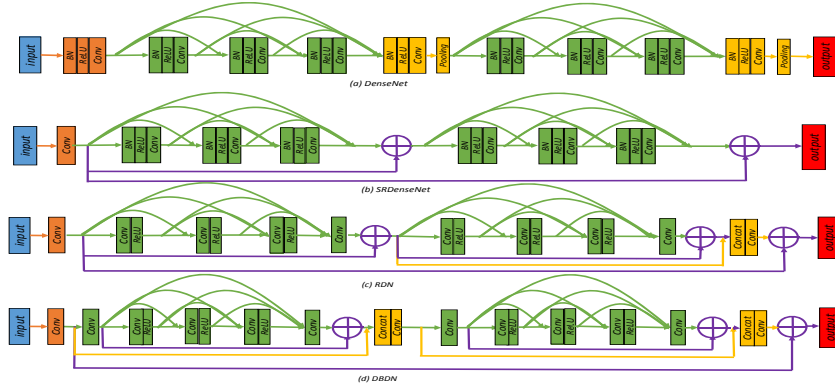 input
BN
ReLU
Conv
BN
ReLU
Conv
BN
ReLU
Conv
BN
ReLU
Conv
BN
ReLU
Conv
Pooling
BN
ReLU
Conv
BN
ReLU
Conv
BN
ReLU
Conv
BN
ReLU
Conv
Pooling
output
(a) DenseNet
input
Conv
BN
ReLU
Conv
BN
ReLU
Conv
BN
ReLU
Conv
BN
ReLU
Conv
BN
ReLU
Conv
BN
ReLU
Conv
output
(b) SRDenseNet
input
Conv
Conv
ReLU
Conv
ReLU
Conv
ReLU
Conv
Conv
ReLU
Conv
ReLU
Conv
ReLU
Conv
Concat
Conv
output
(c) RDN
input
Conv
Conv
Conv
ReLU
Conv
ReLU
Conv
ReLU
Conv
Concat
Conv
Conv
Conv
ReLU
Conv
ReLU
Conv
ReLU
Conv
Concat
Conv
output
(d) DBDN